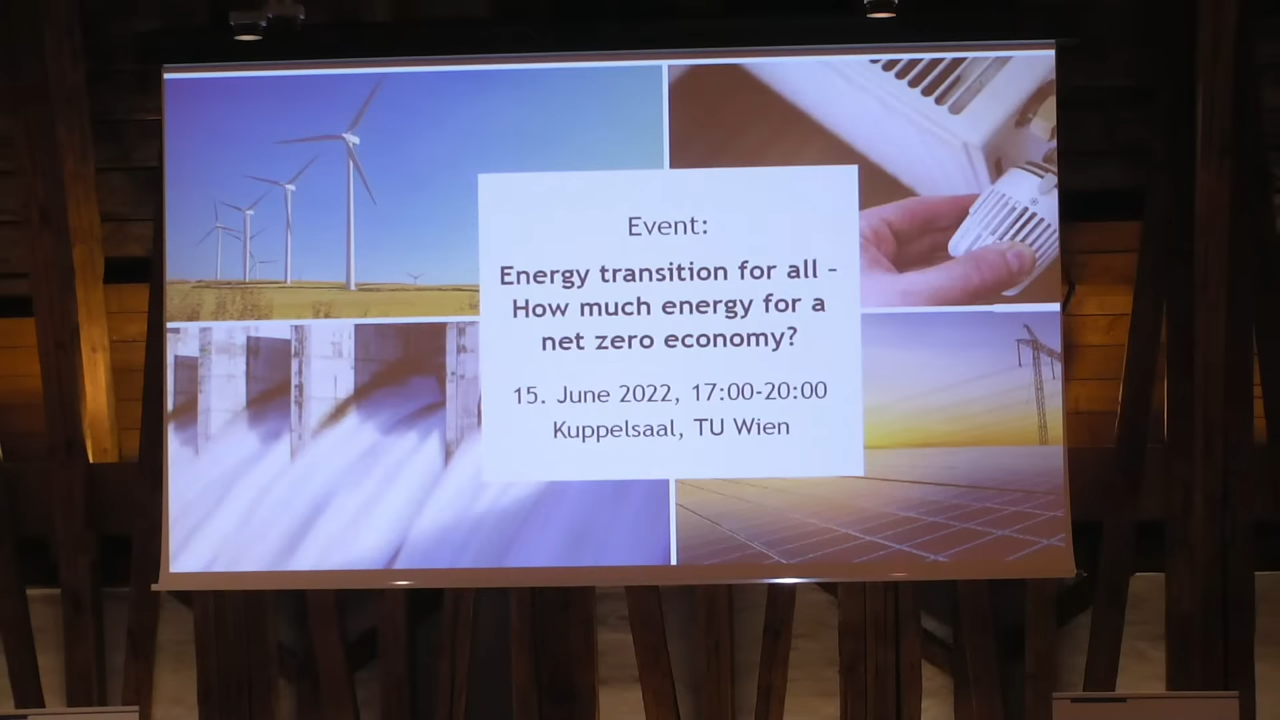 Event:
Energy transition for all –
How much energy for a
net zero economy?
15. June 2022, 17:00-20:00
Kuppelsaal, TU Wien